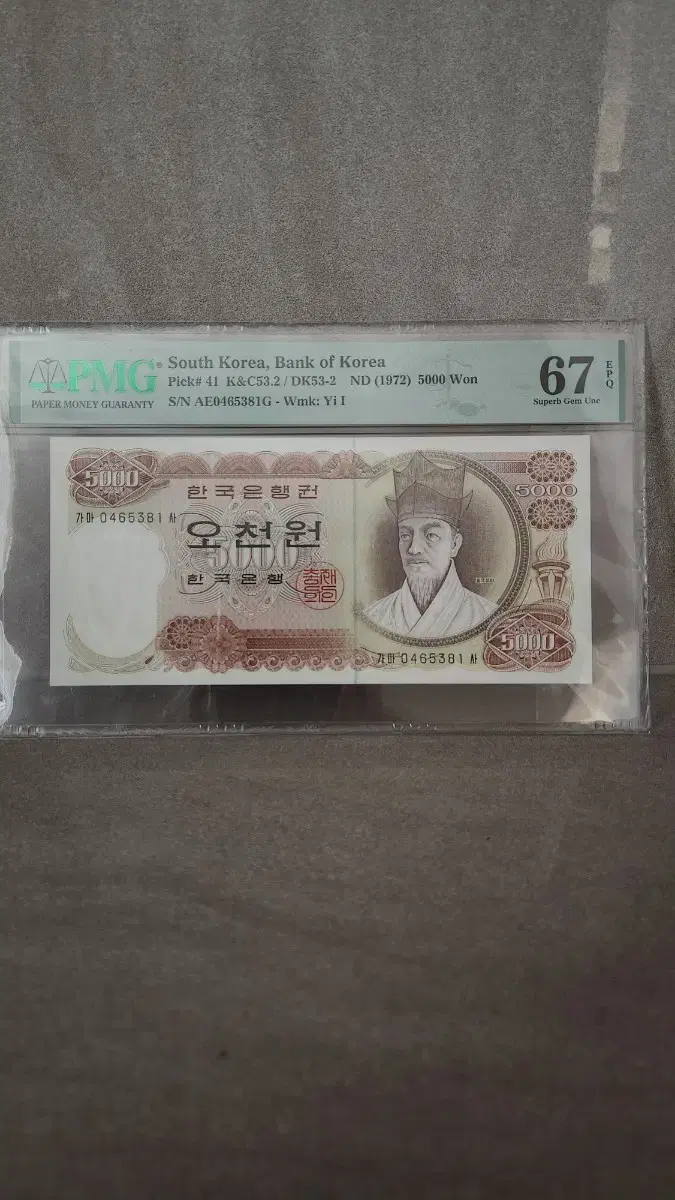 PMG
PAPER MONEY GUARANTY
South Korea, Bank of Korea
Pick# 41 K&C53.2 / DK53-2 ND (1972) 5000 Won
S/N AE0465381G - Wmk: Yi I
67
EPQ
Superb Gem Unc
5000
한국은행권
5000
가마 0465381 사
오천원
5000
한국은행
가마 0465381 사
5000